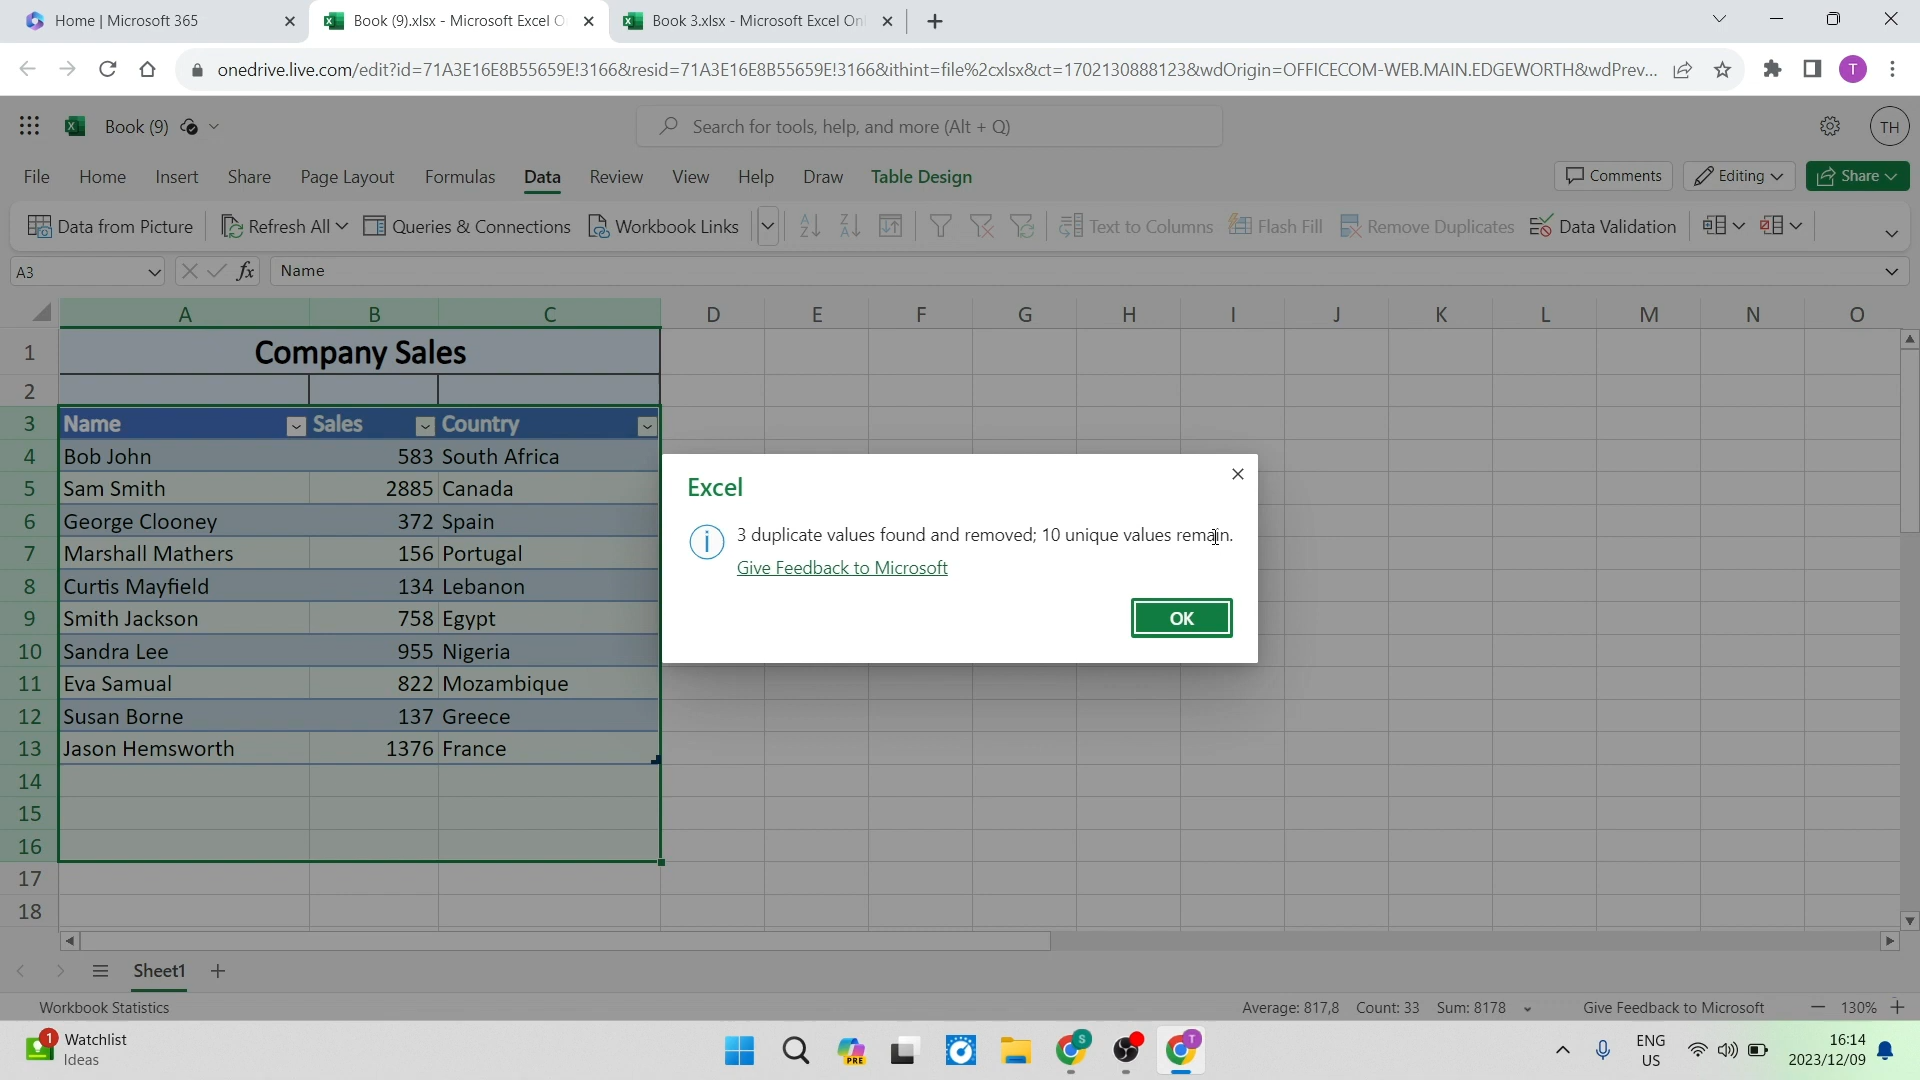 Home | Microsoft 365
Book (9).xlsx - Microsoft Excel O
Book 3.xlsx - Microsoft Excel Onl
onedrive.live.com/edit?id=71A3E16E8B55659E!3166&resid=71A3E16E8B55659E!3166&ithint=file%2cxlsx&ct=1702130888123&wdOrigin=OFFICECOM-WEB.MAIN.EDGEWORTH&wdPrev... T
Book (9) Search for tools, help, and more (Alt + Q) TH
File Home Insert Share Page Layout Formulas Data Review View Help Draw Table Design Comments Editing Share
Data from Picture Refresh All Queries & Connections Workbook Links Text to Columns Flash Fill Remove Duplicates Data Validation
A3 fx Name
A B C D E F G H I J K L M N O
1 Company Sales
2
3 Name Sales Country
4 Bob John 583 South Africa
5 Sam Smith 2885 Canada
6 George Clooney 372 Spain
7 Marshall Mathers 156 Portugal
8 Curtis Mayfield 134 Lebanon
9 Smith Jackson 758 Egypt
10 Sandra Lee 955 Nigeria
11 Eva Samual 822 Mozambique
12 Susan Borne 137 Greece
13 Jason Hemsworth 1376 France
14
15
16
17
18
Excel
3 duplicate values found and removed; 10 unique values remain.
Give Feedback to Microsoft
OK
Sheet1
Workbook Statistics Average: 817,8 Count: 33 Sum: 8178 Give Feedback to Microsoft 130%
1 Watchlist
Ideas
PRE
S
T
ENG
US
16:14
2023/12/09